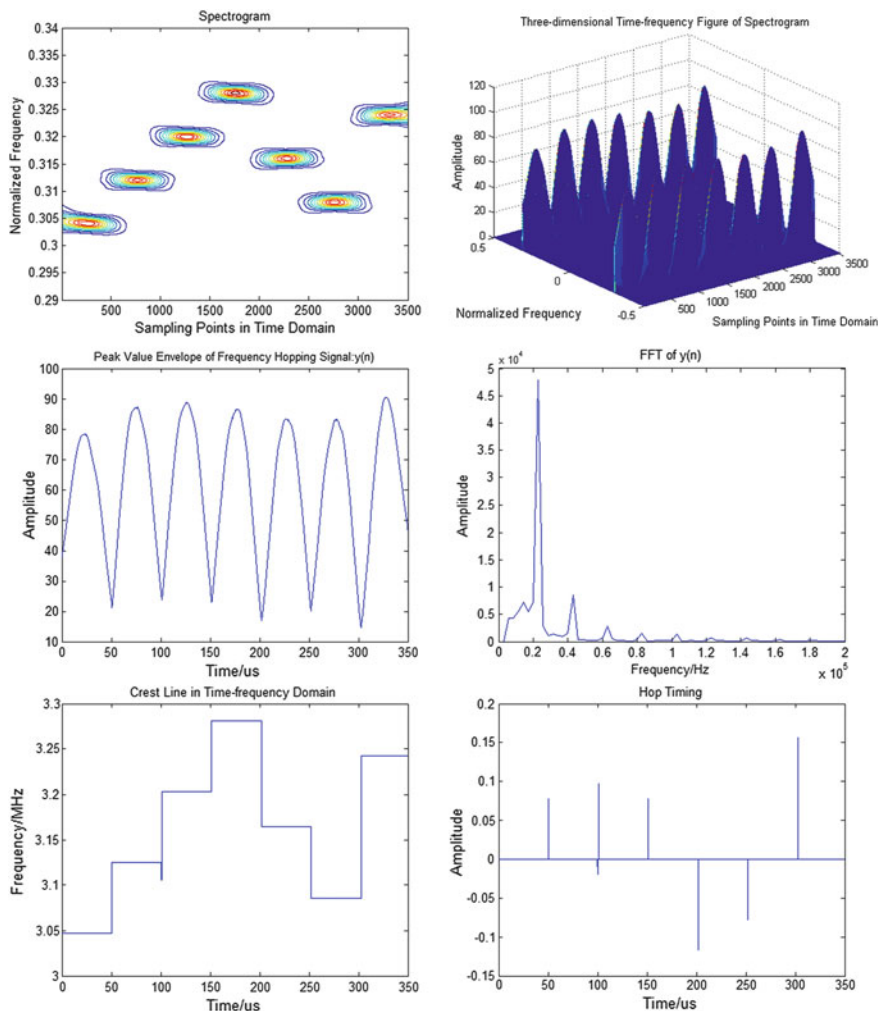 Spectrogram
0.34
0.335
0.33
0.325
0.32
0.315
0.31
0.305
0.3
0.295
0.29
Normalized Frequency
500 1000 1500 2000 2500 3000 3500
Sampling Points in Time Domain
Three-dimensional Time-frequency Figure of Spectrogram
120
100
80
60
40
20
0
Amplitude
0.5
0
-0.5
Normalized Frequency
500 1000 1500 2000 2500 3000 3500
Sampling Points in Time Domain
Peak Value Envelope of Frequency Hopping Signal:y(n)
100
90
80
70
60
50
40
30
20
10
Amplitude
0 50 100 150 200 250 300 350
Time/us
FFT of y(n)
x 10^4
5
4.5
4
3.5
3
2.5
2
1.5
1
0.5
0
Amplitude
0 0.2 0.4 0.6 0.8 1 1.2 1.4 1.6 1.8 2
Frequency/Hz
x 10^5
Crest Line in Time-frequency Domain
3.3
3.25
3.2
3.15
3.1
3.05
3
Frequency/MHz
0 50 100 150 200 250 300 350
Time/us
Hop Timing
0.2
0.15
0.1
0.05
0
-0.05
-0.1
-0.15
Amplitude
0 50 100 150 200 250 300 350
Time/us